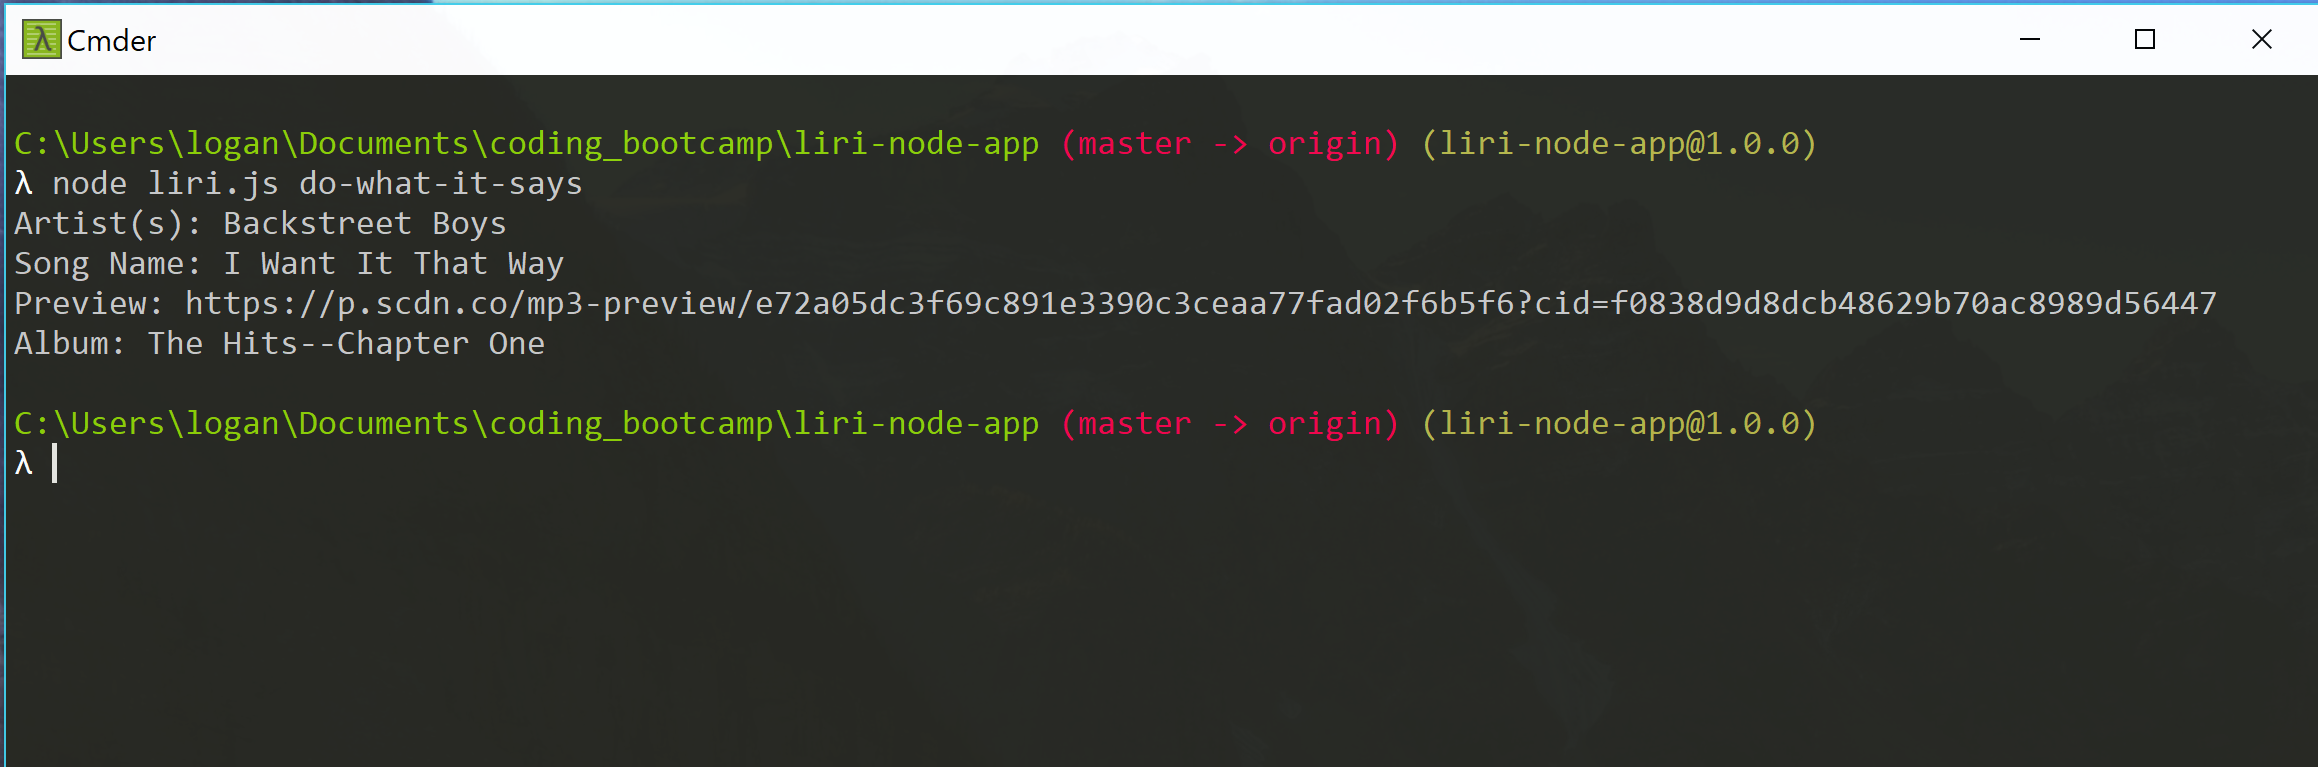 Cmder
C:\Users\logan\Documents\coding_bootcamp\liri-node-app (master -> origin) (liri-node-app@1.0.0)
λ node liri.js do-what-it-says
Artist(s): Backstreet Boys
Song Name: I Want It That Way
Preview: https://p.scdn.co/mp3-preview/e72a05dc3f69c891e3390c3ceaa77fad02f6b5f6?cid=f0838d9d8dcb48629b70ac8989d56447
Album: The Hits--Chapter One
C:\Users\logan\Documents\coding_bootcamp\liri-node-app (master -> origin) (liri-node-app@1.0.0)
λ